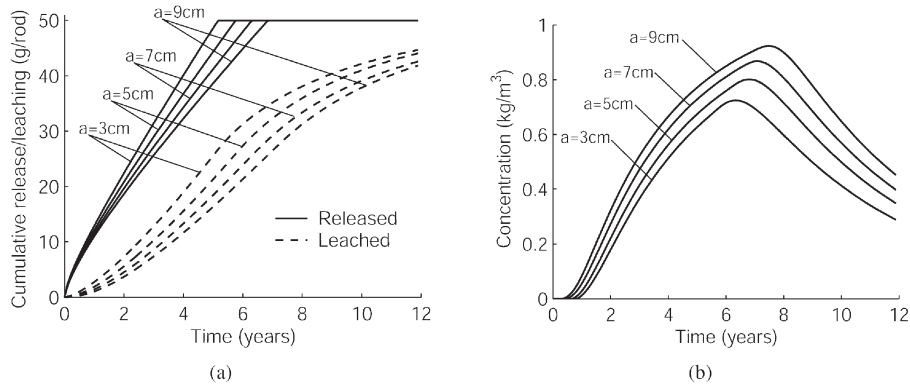 50
40
30
20
10
0
Cumulative release/leaching (g/rod)
a=9cm
a=7cm
a=5cm
a=3cm
Released
Leached
0 2 4 6 8 10 12
Time (years)
(a)
1
0.8
0.6
0.4
0.2
0
Concentration (kg/m³)
a=9cm
a=7cm
a=5cm
a=3cm
0 2 4 6 8 10 12
Time (years)
(b)